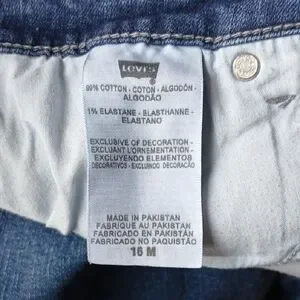 Levi's
99% COTTON - COTON - ALGODÓN -
ALGODÃO
1% ELASTANE - ELASTHANNE -
ELASTANO
EXCLUSIVE OF DECORATION -
EXCLUANT L'ORNEMENTATION -
EXCLUYENDO ELEMENTOS
DECORATIVOS - EXCLUINDO DECORAÇÃO
MADE IN PAKISTAN
FABRIQUÉ AU PAKISTAN
FABRICADO EN PAKISTÁN
FABRICADO NO PAQUISTÃO
16 M